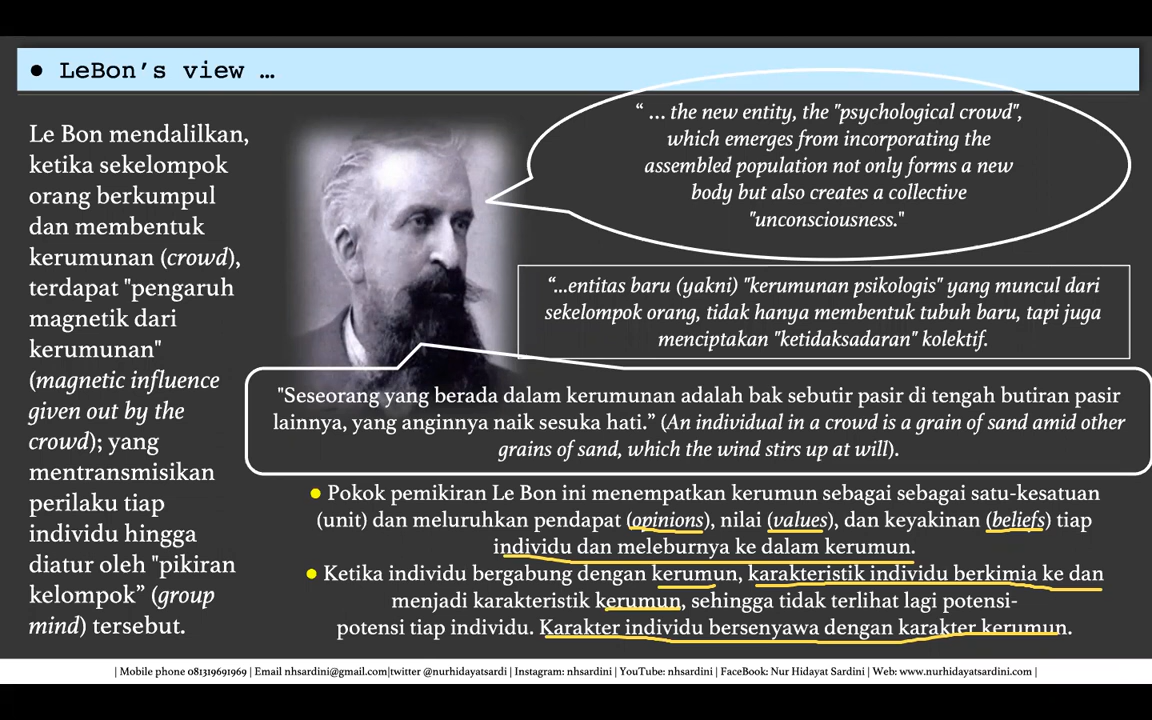 ● LeBon's view …
Le Bon mendalilkan,
ketika sekelompok
orang berkumpul
dan membentuk
kerumunan (crowd),
terdapat "pengaruh
magnetik dari
kerumunan"
(magnetic influence
given out by the
crowd); yang
mentransmisikan
perilaku tiap
individu hingga
diatur oleh "pikiran
kelompok” (group
mind) tersebut.
“ … the new entity, the "psychological crowd",
which emerges from incorporating the
assembled population not only forms a new
body but also creates a collective
"unconsciousness."
“…entitas baru (yakni) "kerumunan psikologis" yang muncul dari
sekelompok orang, tidak hanya membentuk tubuh baru, tapi juga
menciptakan "ketidaksadaran" kolektif.
"Seseorang yang berada dalam kerumunan adalah bak sebutir pasir di tengah butiran pasir
lainnya, yang anginnya naik sesuka hati.” (An individual in a crowd is a grain of sand amid other
grains of sand, which the wind stirs up at will).
● Pokok pemikiran Le Bon ini menempatkan kerumun sebagai sebagai satu-kesatuan
(unit) dan meluruhkan pendapat (opinions), nilai (values), dan keyakinan (beliefs) tiap
individu dan meleburnya ke dalam kerumun.
● Ketika individu bergabung dengan kerumun, karakteristik individu berkimia ke dan
menjadi karakteristik kerumun, sehingga tidak terlihat lagi potensi-
potensi tiap individu. Karakter individu bersenyawa dengan karakter kerumun.
| Mobile phone 081319691969 | Email nhsardini@gmail.com|twitter @nurhidayatsardi | Instagram: nhsardini | YouTube: nhsardini | FaceBook: Nur Hidayat Sardini | Web: www.nurhidayatsardini.com |